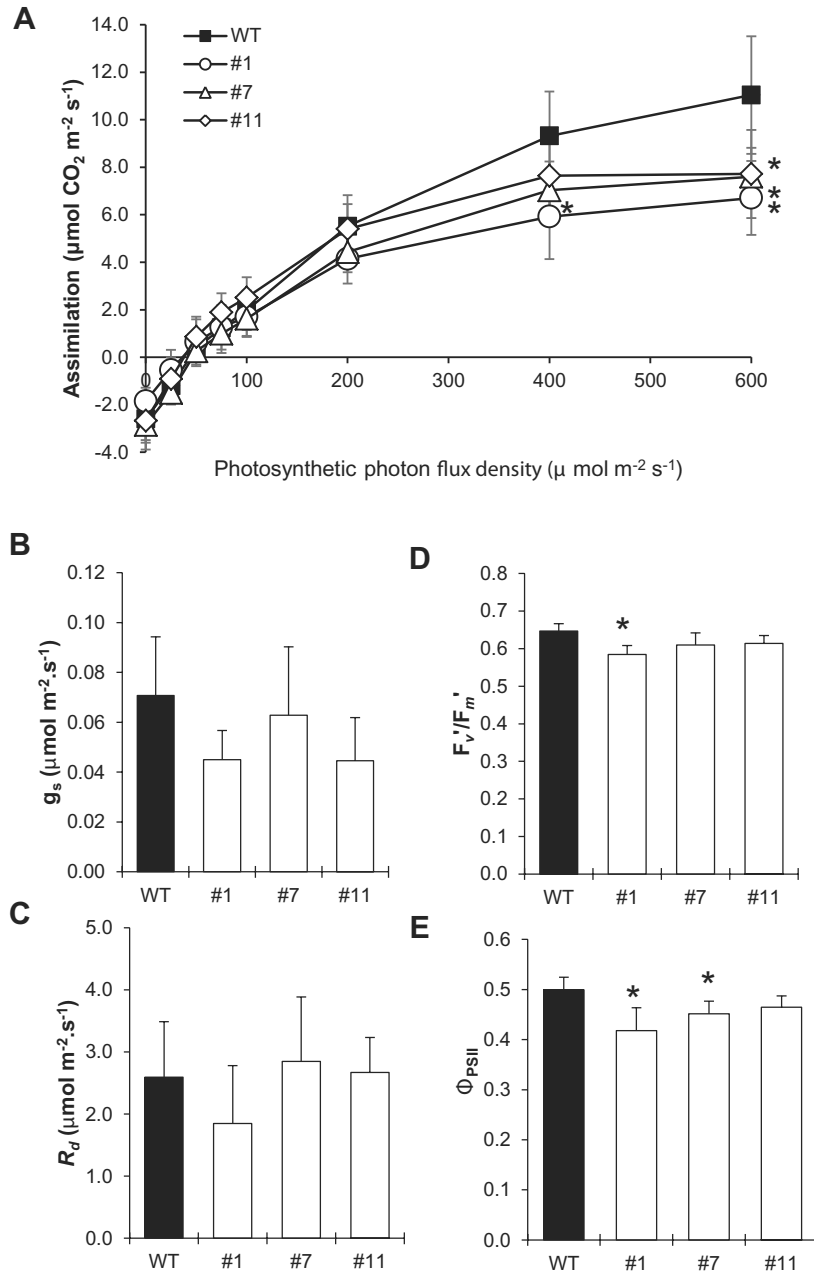 A
14.0
12.0
10.0
8.0
6.0
4.0
2.0
0.0
-2.0
-4.0
Assimilation (µmol CO₂ m⁻² s⁻¹)
WT
#1
#7
#11
*
*
*
*
0 100 200 300 400 500 600
Photosynthetic photon flux density (µ mol m⁻² s⁻¹)
B
0.12
0.10
0.08
0.06
0.04
0.02
0.00
gₛ (µmol m⁻².s⁻¹)
WT #1 #7 #11
D
0.8
0.7
0.6
0.5
0.4
0.3
0.2
0.1
0.0
Fᵥ'/Fₘ'
*
WT #1 #7 #11
C
5.0
4.0
3.0
2.0
1.0
0.0
R_d (µmol m⁻².s⁻¹)
WT #1 #7 #11
E
0.6
0.5
0.4
0.3
0.2
0.1
0.0
Φ_PSII
* *
WT #1 #7 #11